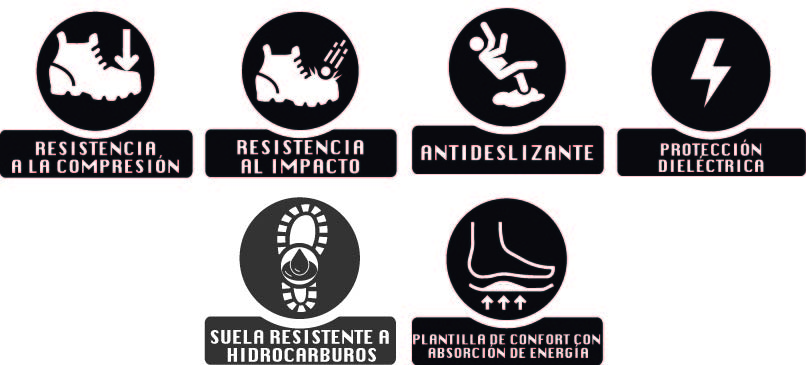 RESISTENCIA
A LA COMPRESIÓN
RESISTENCIA
AL IMPACTO
ANTIDESLIZANTE
PROTECCIÓN
DIELÉCTRICA
SUELA RESISTENTE A
HIDROCARBUROS
PLANTILLA DE CONFORT CON
ABSORCIÓN DE ENERGÍA